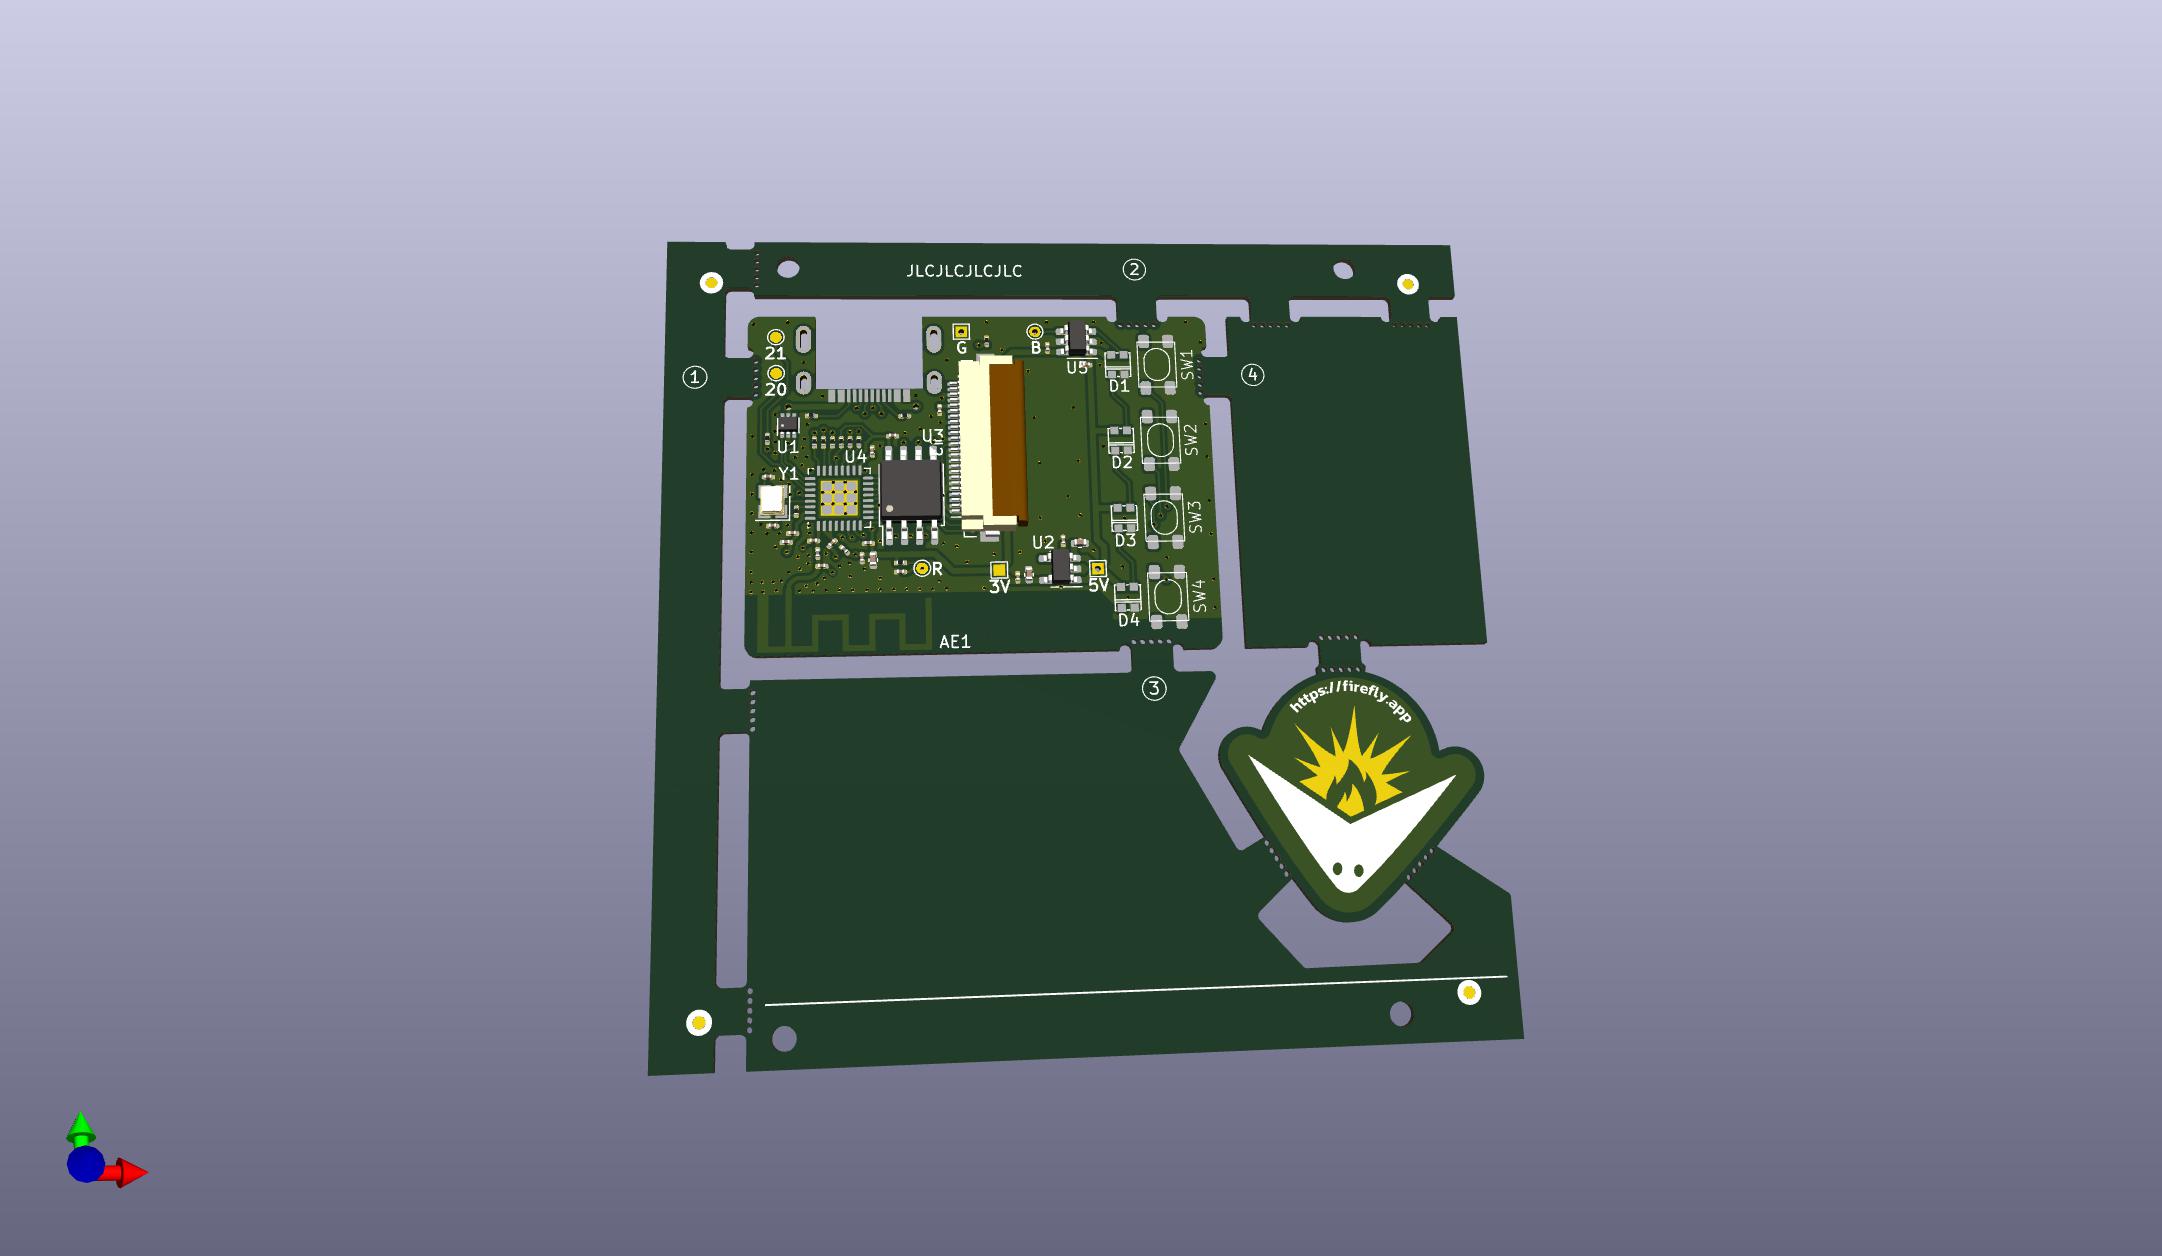 JLCJLCJLCJLC
2
1
4
3
21
20
G
B
U5
D1
SW1
U1
U3
U4
Y1
D2
SW2
D3
SW3
U2
R
3V
5V
D4
SW4
AE1
https://firefly.app